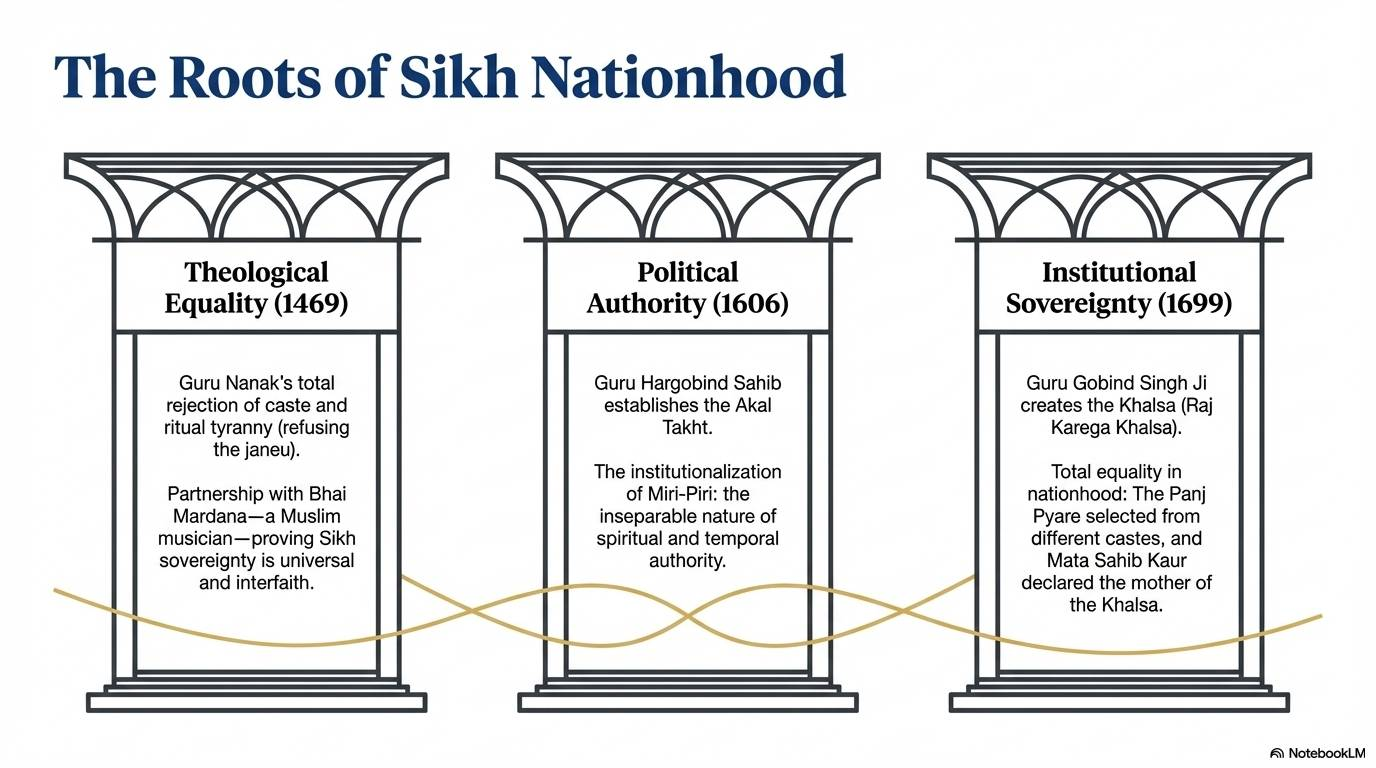 The Roots of Sikh Nationhood
Theological
Equality (1469)
Guru Nanak's total
rejection of caste and
ritual tyranny (refusing
the janeu).
Partnership with Bhai
Mardana—a Muslim
musician—proving Sikh
sovereignty is universal
and interfaith.
Political
Authority (1606)
Guru Hargobind Sahib
establishes the Akal
Takht.
The institutionalization
of Miri-Piri: the
inseparable nature of
spiritual and temporal
authority.
Institutional
Sovereignty (1699)
Guru Gobind Singh Ji
creates the Khalsa (Raj
Karega Khalsa).
Total equality in
nationhood: The Panj
Pyare selected from
different castes, and
Mata Sahib Kaur
declared the mother of
the Khalsa.
NotebookLM